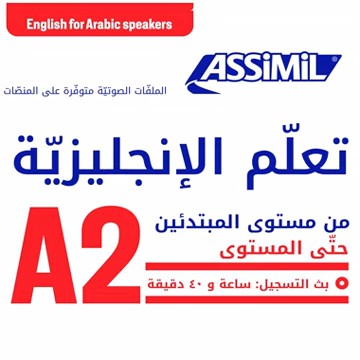 English for Arabic speakers
ASSiMiL
الملفّات الصوتيّة متوفّرة على المنصّات
تعلّم الإنجليزيّة
من مستوى المبتدئين
حتّى المستوى
A2
بث التسجيل: ساعة و ٤٠ دقيقة